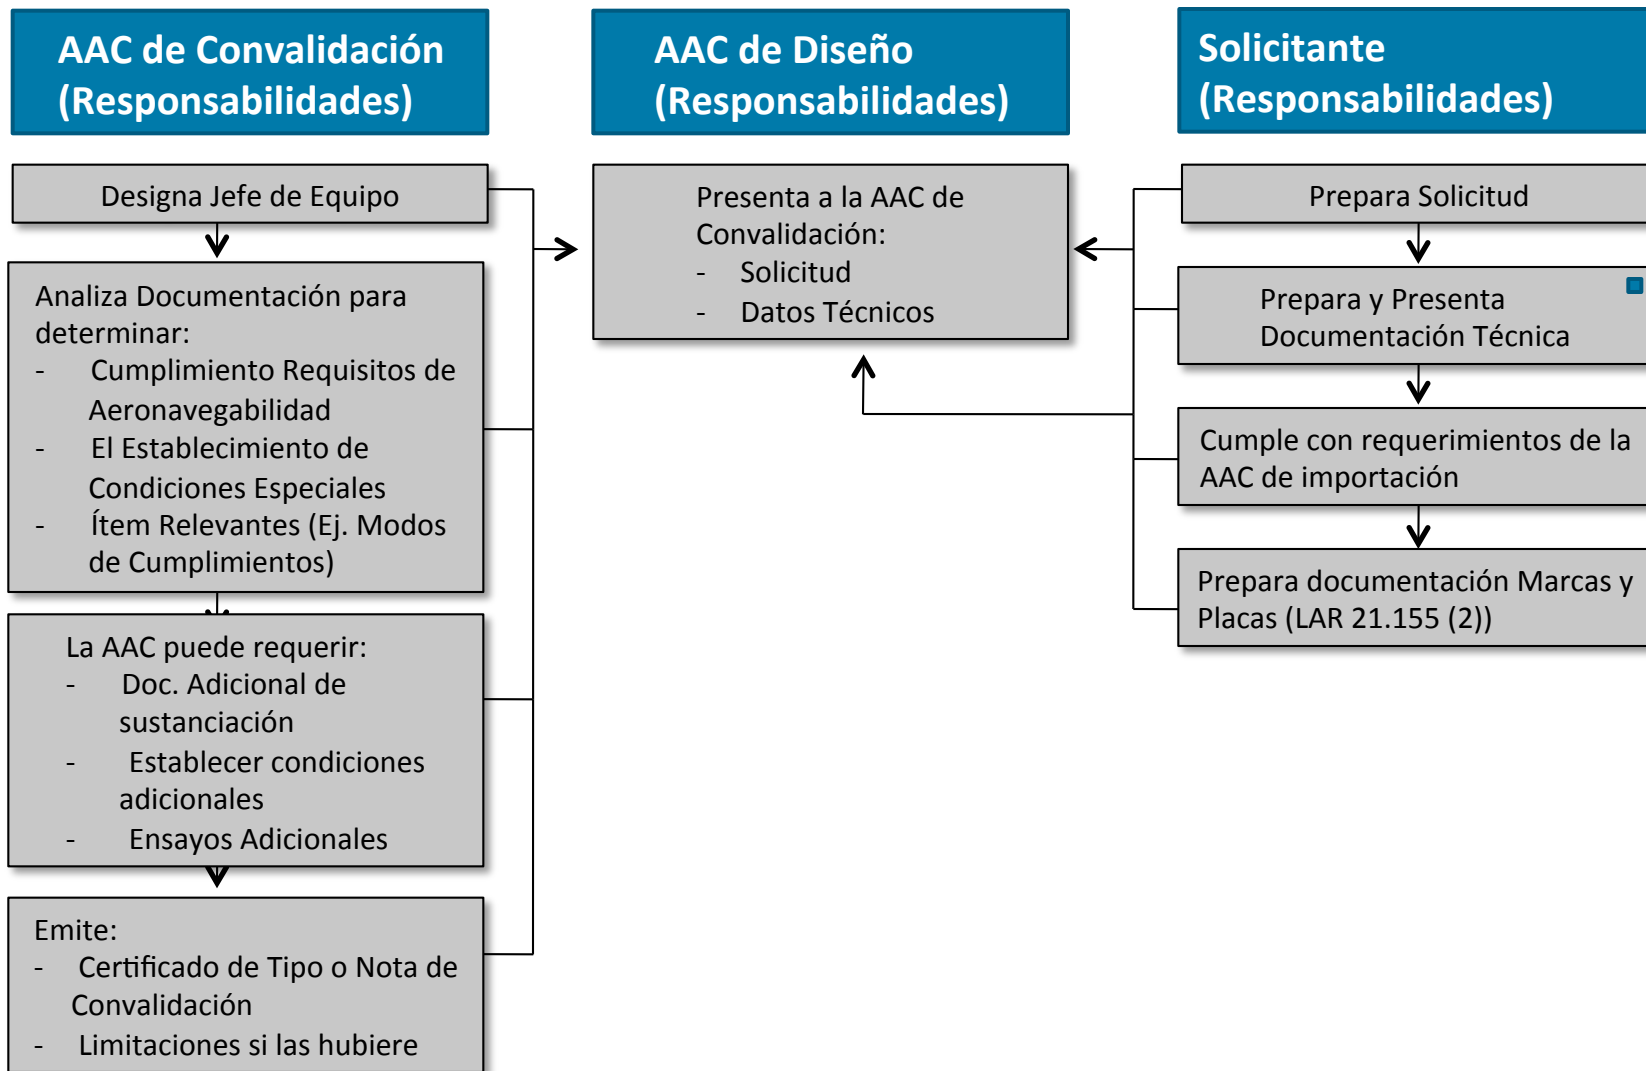 AAC de Convalidación
(Responsabilidades)
AAC de Diseño
(Responsabilidades)
Solicitante
(Responsabilidades)
Designa Jefe de Equipo
Analiza Documentación para
determinar:
- Cumplimiento Requisitos de
Aeronavegabilidad
- El Establecimiento de
Condiciones Especiales
- Ítem Relevantes (Ej. Modos
de Cumplimientos)
La AAC puede requerir:
- Doc. Adicional de
sustanciación
- Establecer condiciones
adicionales
- Ensayos Adicionales
Emite:
- Certificado de Tipo o Nota de
Convalidación
- Limitaciones si las hubiere
Presenta a la AAC de
Convalidación:
- Solicitud
- Datos Técnicos
Prepara Solicitud
Prepara y Presenta
Documentación Técnica
Cumple con requerimientos de la
AAC de importación
Prepara documentación Marcas y
Placas (LAR 21.155 (2))